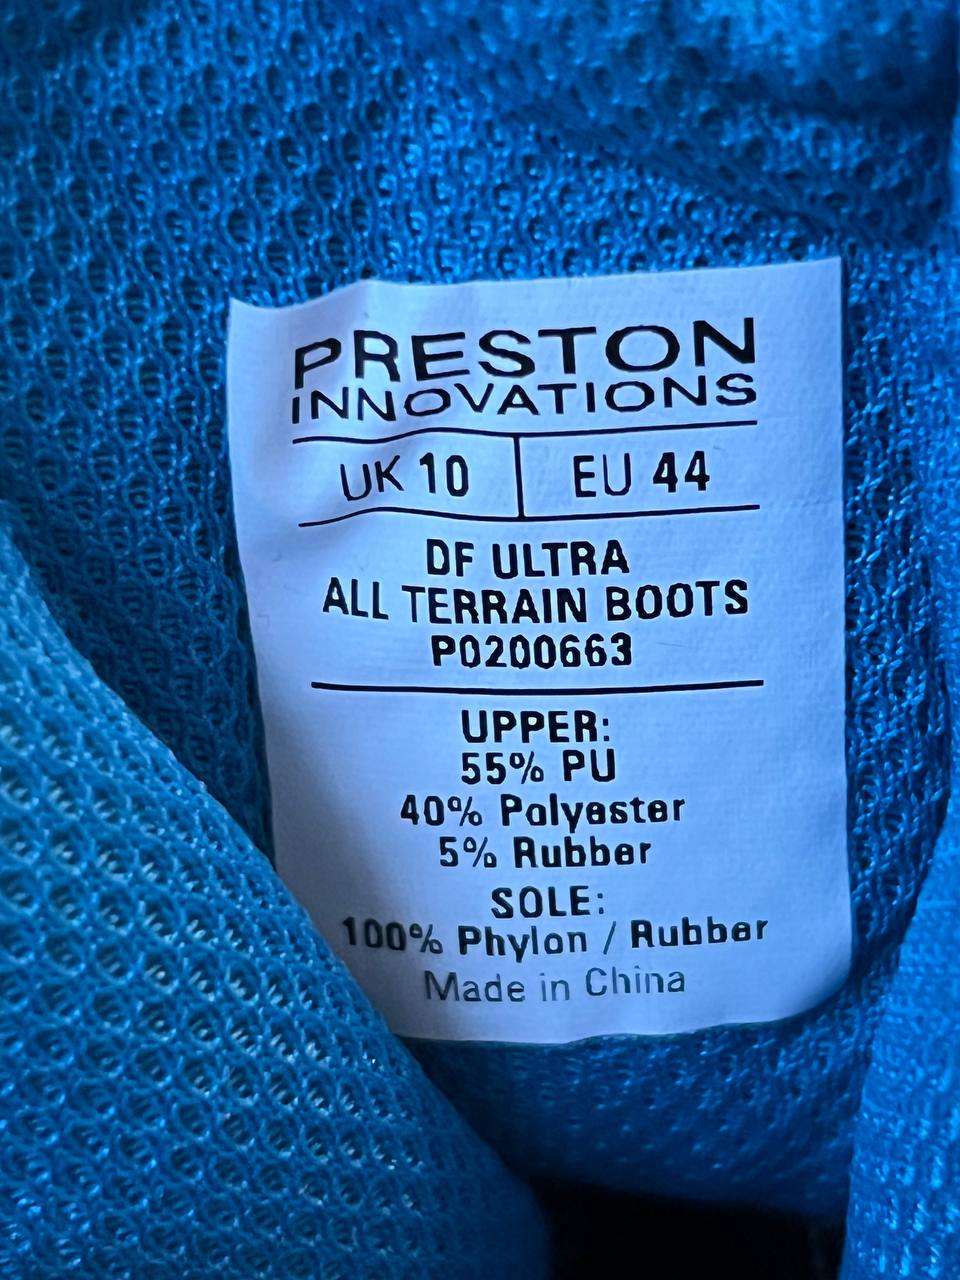 PRESTON
INNOVATIONS
UK 10 EU 44
DF ULTRA
ALL TERRAIN BOOTS
P0200663
UPPER:
55% PU
40% Polyester
5% Rubber
SOLE:
100% Phylon / Rubber
Made in China